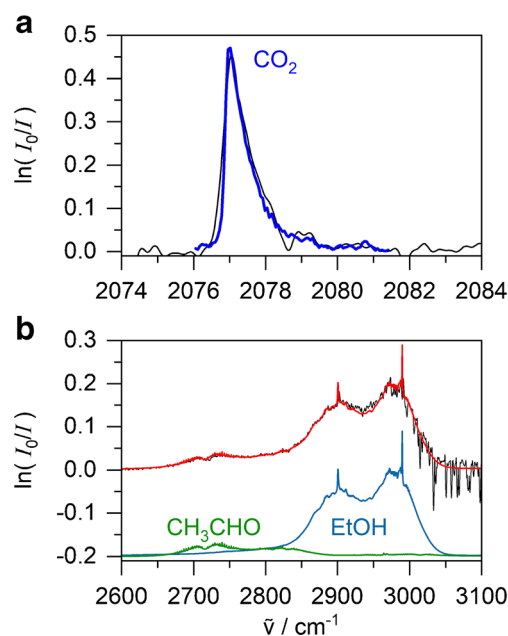 a
0.5
0.4
0.3
0.2
0.1
0.0
ln( I₀/I )
CO₂
2074 2076 2078 2080 2082 2084
b
0.3
0.2
0.1
0.0
-0.1
-0.2
ln( I₀/I )
CH₃CHO
EtOH
2600 2700 2800 2900 3000 3100
ṽ / cm⁻¹